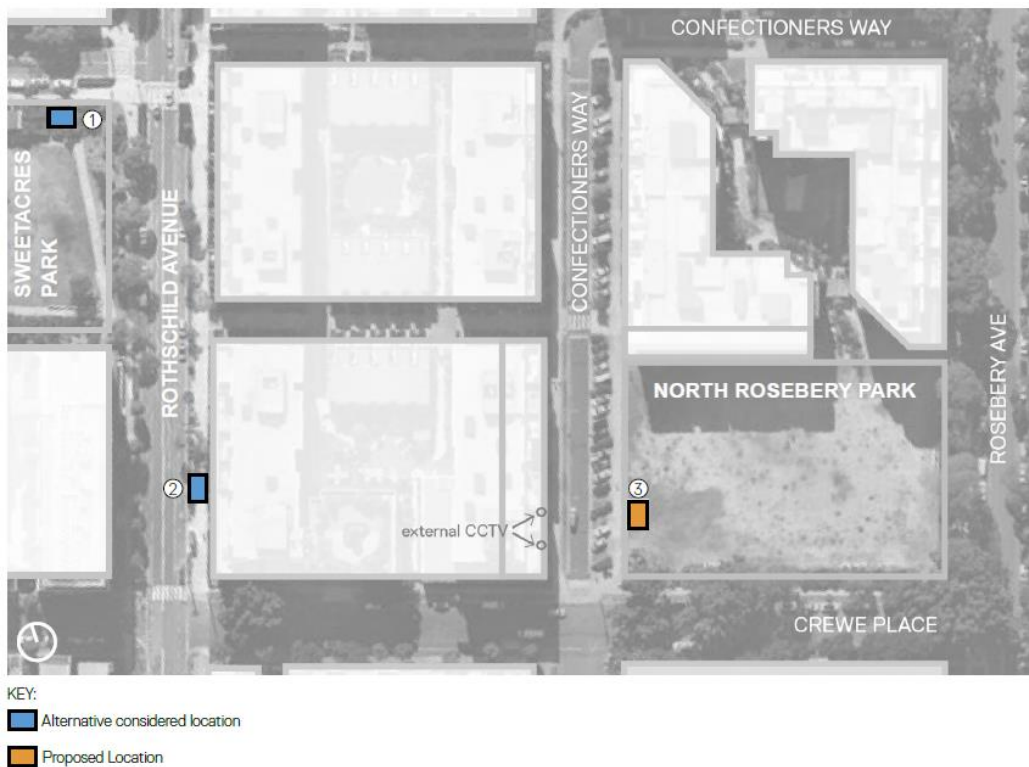 CONFECTIONERS WAY
①
SWEETACRES
PARK
ROTHSCHILD AVENUE
CONFECTIONERS WAY
NORTH ROSEBERY PARK
ROSEBERY AVE
②
③
external CCTV
CREWE PLACE
KEY:
Alternative considered location
Proposed Location